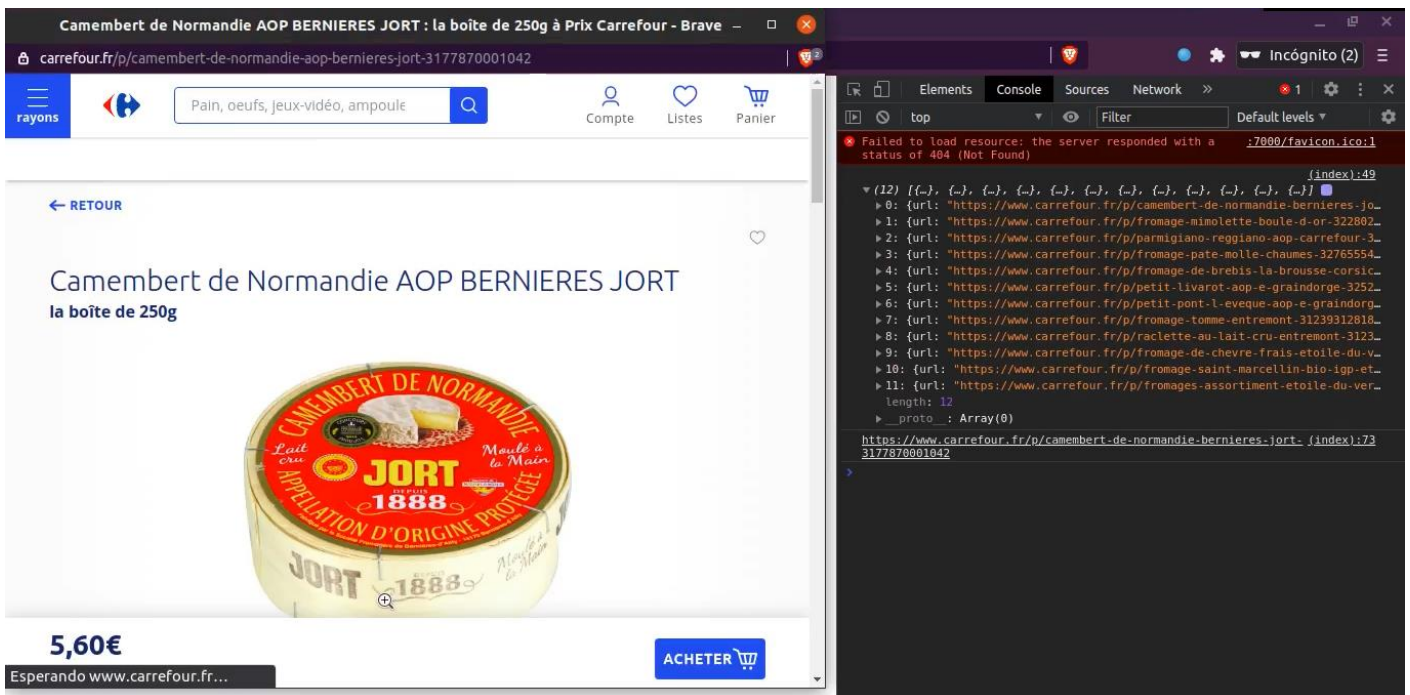 Camembert de Normandie AOP BERNIERES JORT : la boîte de 250g à Prix Carrefour - Brave
carrefour.fr/p/camembert-de-normandie-aop-bernieres-jort-3177870001042
2
rayons
Pain, oeufs, jeux-vidéo, ampoule
Compte
Listes
Panier
← RETOUR
Camembert de Normandie AOP BERNIERES JORT
la boîte de 250g
CAMEMBERT DE NORMANDIE
Lait cru
Moulé à la Main
JORT
DEPUIS
1888
APPELLATION D'ORIGINE PROTÉGÉE
JORT
1888
Moulé à la Main
5,60€
ACHETER
Esperando www.carrefour.fr…
Incógnito (2)
Elements Console Sources Network » 1
top Filter Default levels
Failed to load resource: the server responded with a :7000/favicon.ico:1
status of 404 (Not Found)
(index):49
(12) [{…}, {…}, {…}, {…}, {…}, {…}, {…}, {…}, {…}, {…}, {…}, {…}]
0: {url: "https://www.carrefour.fr/p/camembert-de-normandie-bernieres-jo…
1: {url: "https://www.carrefour.fr/p/fromage-mimolette-boule-d-or-322802…
2: {url: "https://www.carrefour.fr/p/parmigiano-reggiano-aop-carrefour-3…
3: {url: "https://www.carrefour.fr/p/fromage-pate-molle-chaumes-32765554…
4: {url: "https://www.carrefour.fr/p/fromage-de-brebis-la-brousse-corsic…
5: {url: "https://www.carrefour.fr/p/petit-livarot-aop-e-graindorge-3252…
6: {url: "https://www.carrefour.fr/p/petit-pont-l-eveque-aop-e-graindorg…
7: {url: "https://www.carrefour.fr/p/fromage-tomme-entremont-31239312818…
8: {url: "https://www.carrefour.fr/p/raclette-au-lait-cru-entremont-3123…
9: {url: "https://www.carrefour.fr/p/fromage-de-chevre-frais-etoile-du-v…
10: {url: "https://www.carrefour.fr/p/fromage-saint-marcellin-bio-igp-et…
11: {url: "https://www.carrefour.fr/p/fromages-assortiment-etoile-du-ver…
length: 12
__proto__: Array(0)
https://www.carrefour.fr/p/camembert-de-normandie-bernieres-jort- (index):73
3177870001042